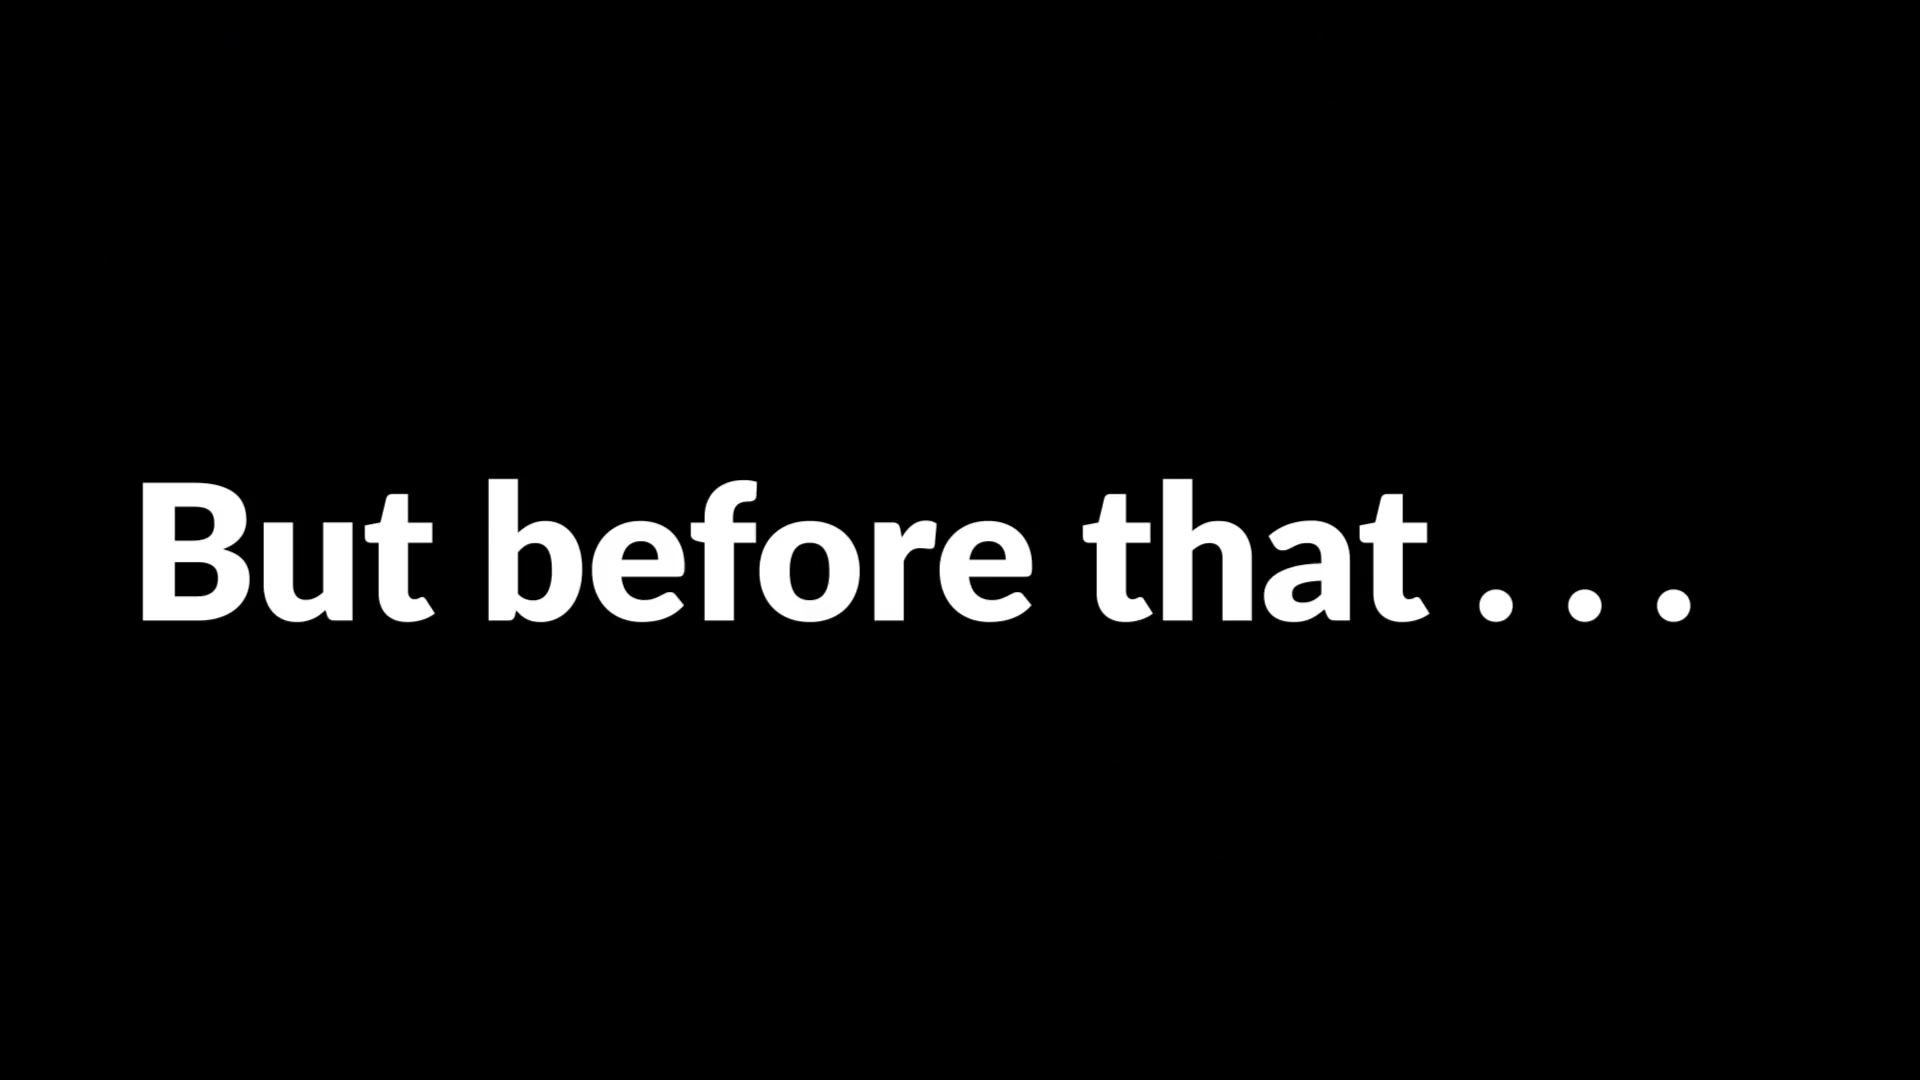 But before that . . .